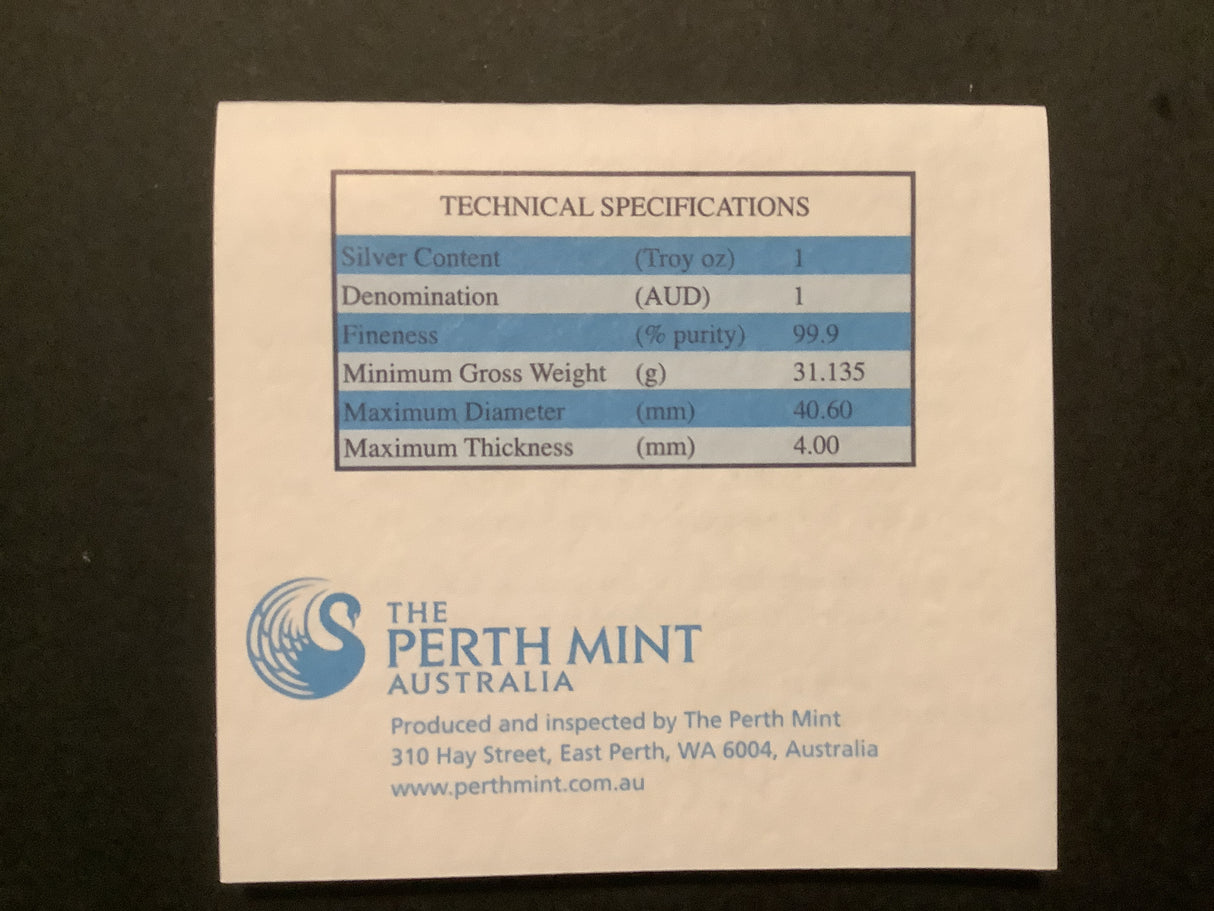 TECHNICAL SPECIFICATIONS
Silver Content (Troy oz) 1
Denomination (AUD) 1
Fineness (% purity) 99.9
Minimum Gross Weight (g) 31.135
Maximum Diameter (mm) 40.60
Maximum Thickness (mm) 4.00
THE
PERTH MINT
AUSTRALIA
Produced and inspected by The Perth Mint
310 Hay Street, East Perth, WA 6004, Australia
www.perthmint.com.au